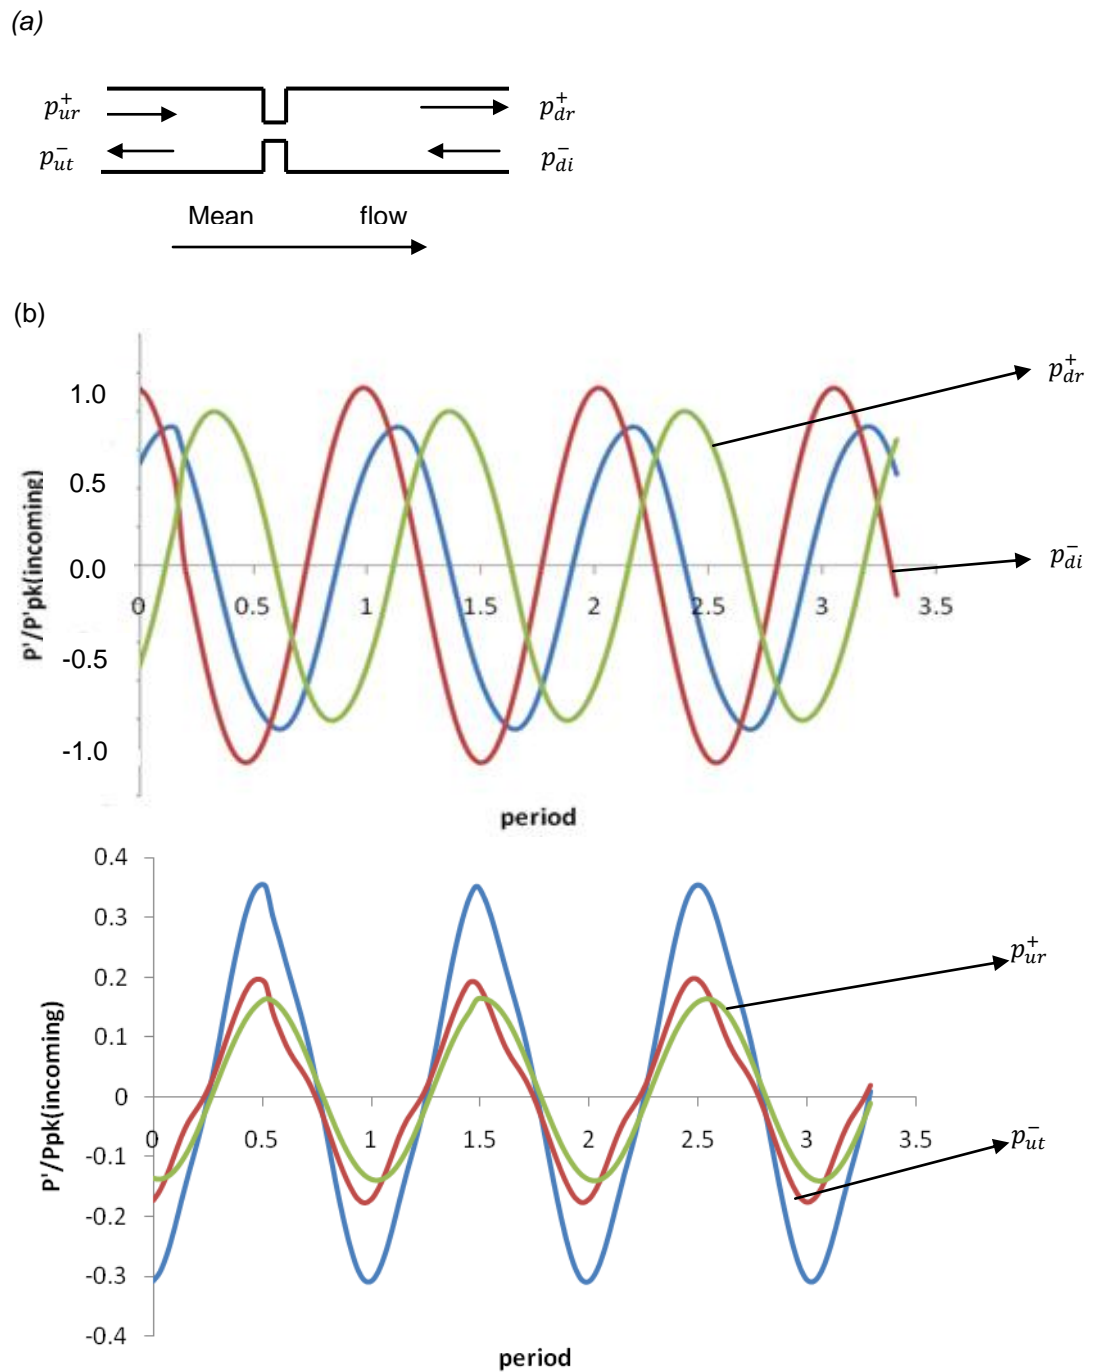 (a)
p⁺ᵤᵣ
p⁺dr
p⁻ᵤₜ
p⁻di
Mean flow
(b)
P'/P'pk(incoming)
1.0
0.5
0.0
-0.5
-1.0
0 0.5 1 1.5 2 2.5 3 3.5
period
p⁺dr
p⁻di
P'/Ppk(incoming)
0.4
0.3
0.2
0.1
0
-0.1
-0.2
-0.3
-0.4
0 0.5 1 1.5 2 2.5 3 3.5
period
p⁺ᵤᵣ
p⁻ᵤₜ